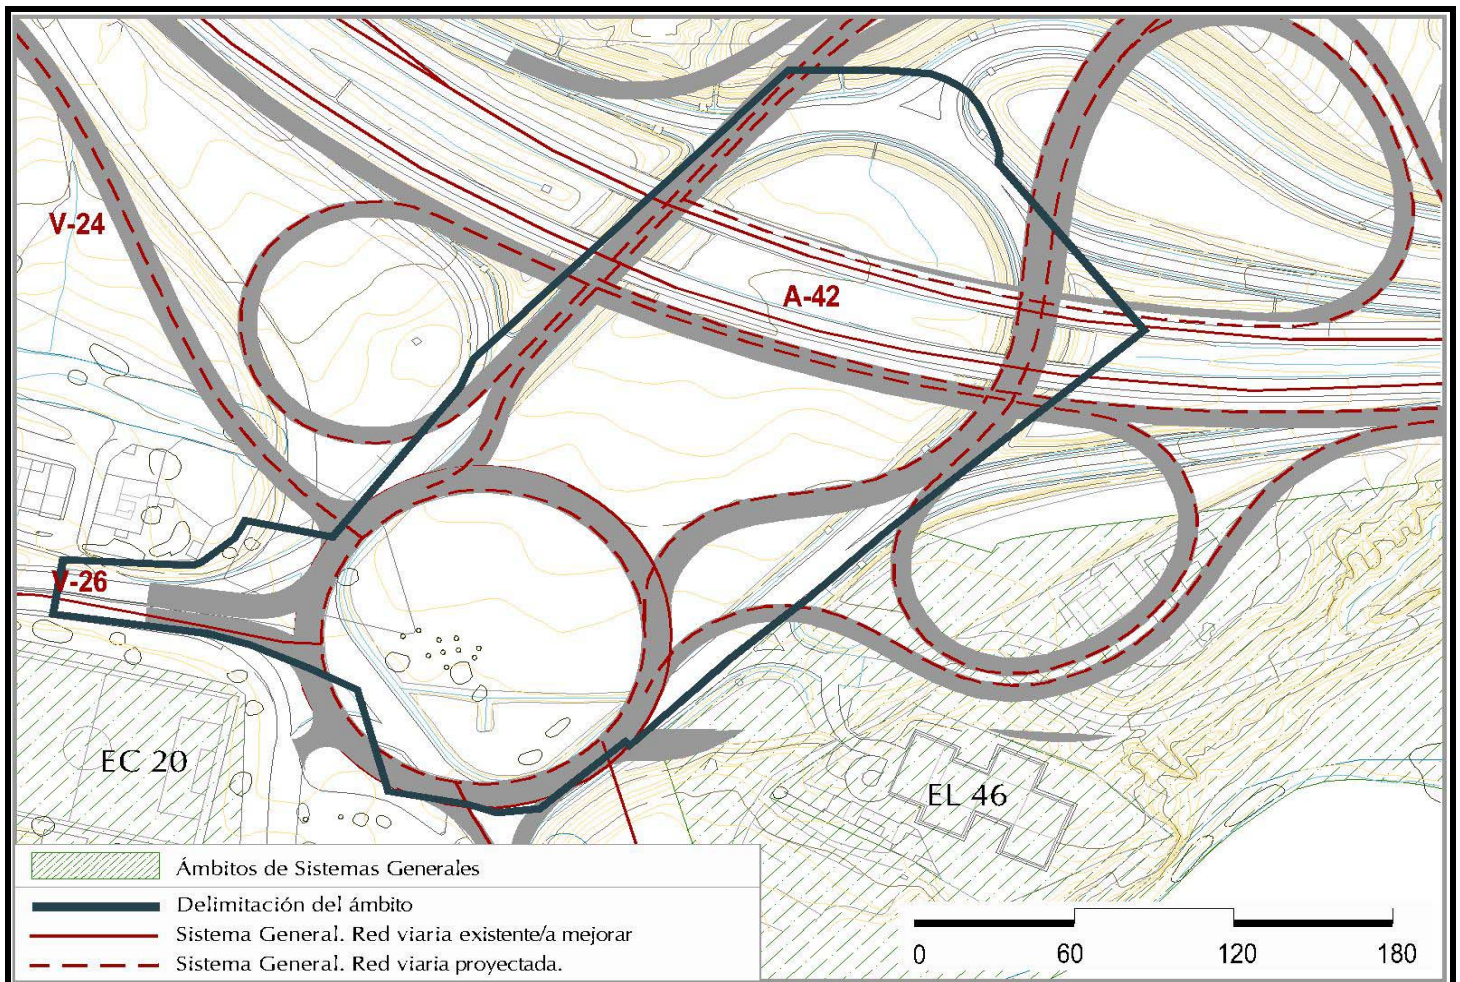 V-24
A-42
V-26
EC 20
EL 46
Ámbitos de Sistemas Generales
Delimitación del ámbito
Sistema General. Red viaria existente/a mejorar
Sistema General. Red viaria proyectada.
0 60 120 180